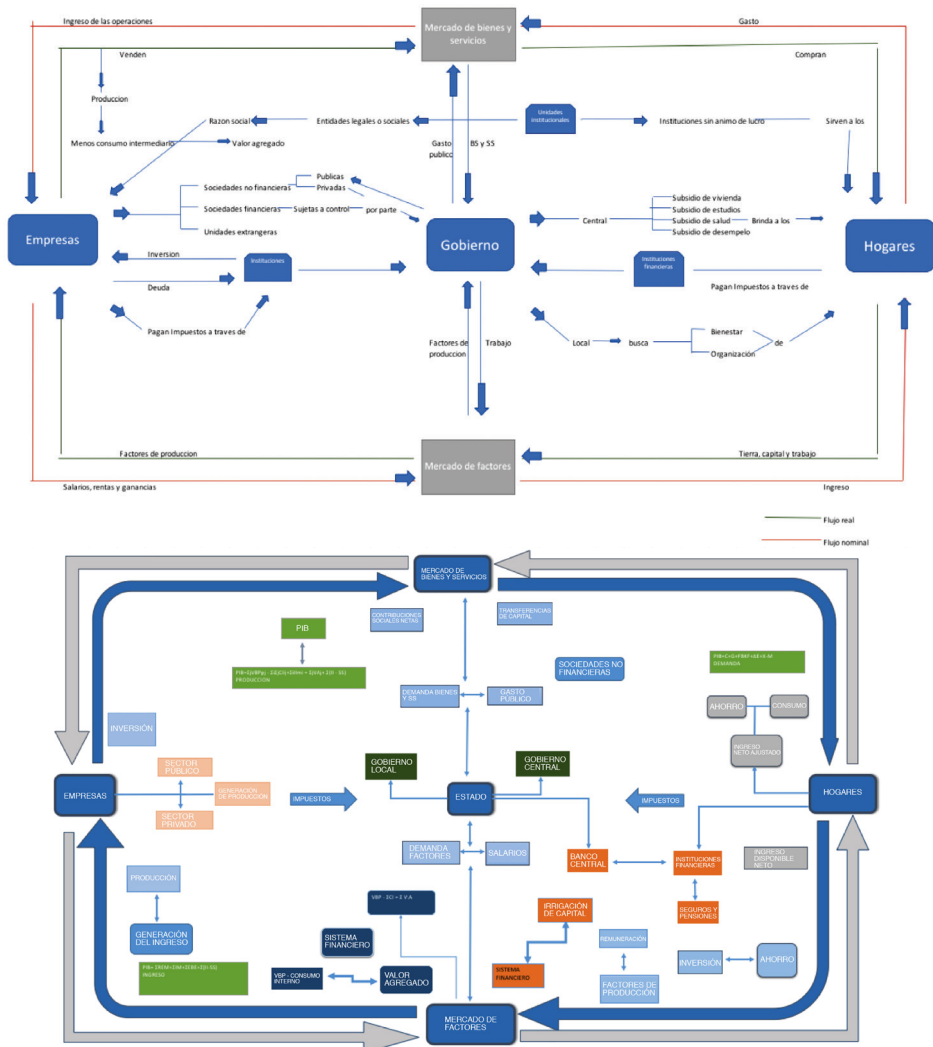 Ingreso de las operaciones
Mercado de bienes y
servicios
Gasto
Venden
Compran
Produccion
Razon social
Entidades legales o sociales
Unidades
institucionales
Instituciones sin animo de lucro
Sirven a los
Menos consumo intermediario
Valor agregado
Gasto
publico
BS y SS
Sociedades no financieras
Publicas
Privadas
Sociedades financieras
Sujetas a control
por parte
Unidades extrangeras
Empresas
Gobierno
Hogares
Central
Subsidio de vivienda
Subsidio de estudios
Subsidio de salud
Subsidio de desempelo
Brinda a los
Inversion
Instituciones
Deuda
Pagan Impuestos a traves de
Institusiones
financieras
Pagan Impuestos a traves de
Factores de
produccion
Trabajo
Local
busca
Bienestar
Organización
de
Factores de produccion
Mercado de factores
Tierra, capital y trabajo
Salarios, rentas y ganancias
Ingreso
Flujo real
Flujo nominal
MERCADO DE
BIENES Y SERVICIOS
CONTRIBUCIONES
SOCIALES NETAS
TRANSFERENCIAS
DE CAPITAL
PIB
PRODUCCION
SOCIEDADES NO
FINANCIERAS
DEMANDA
DEMANDA BIENES
Y SS
GASTO
PÚBLICO
AHORRO
CONSUMO
INVERSIÓN
INGRESO
NETO AJUSTADO
SECTOR
PÚBLICO
GOBIERNO
LOCAL
GOBIERNO
CENTRAL
EMPRESAS
GENERACIÓN
DE PRODUCCION
IMPUESTOS
ESTADO
IMPUESTOS
HOGARES
SECTOR
PRIVADO
DEMANDA
FACTORES
SALARIOS
BANCO
CENTRAL
INSTITUCIONES
FINANCIERAS
INGRESO
DISPONIBLE
NETO
PRODUCCIÓN
VBP - ΣCI = Σ V A
IRRIGACIÓN
DE CAPITAL
SEGUROS Y
PENSIONES
GENERACIÓN
DEL INGRESO
SISTEMA
FINANCIERO
REMUNERACIÓN
INVERSIÓN
AHORRO
INGRESO
VBP - CONSUMO
INTERNO
VALOR
AGREGADO
SISTEMA
FINANCIERO
FACTORES DE
PRODUCCIÓN
MERCADO DE
FACTORES